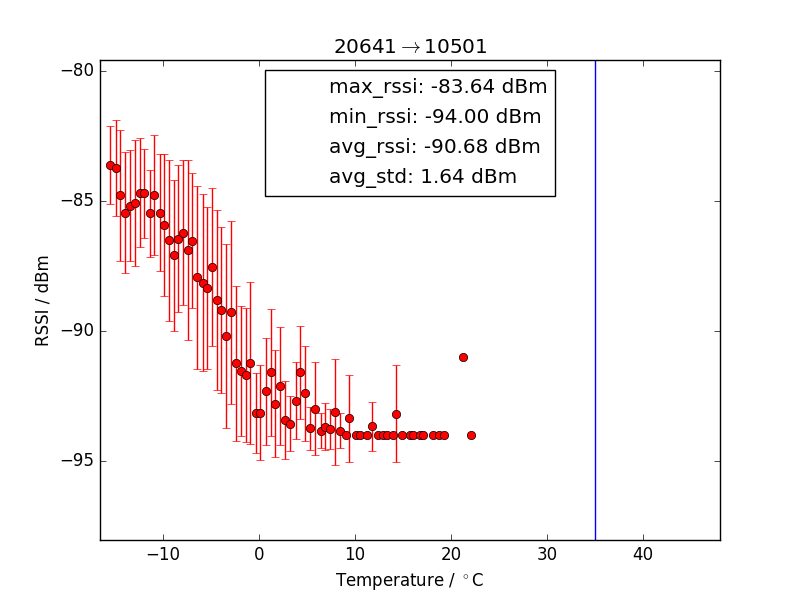 20641→10501
max_rssi: -83.64 dBm
min_rssi: -94.00 dBm
avg_rssi: -90.68 dBm
avg_std: 1.64 dBm
−80
−85
−90
−95
RSSI / dBm
−10 0 10 20 30 40
Temperature / °C